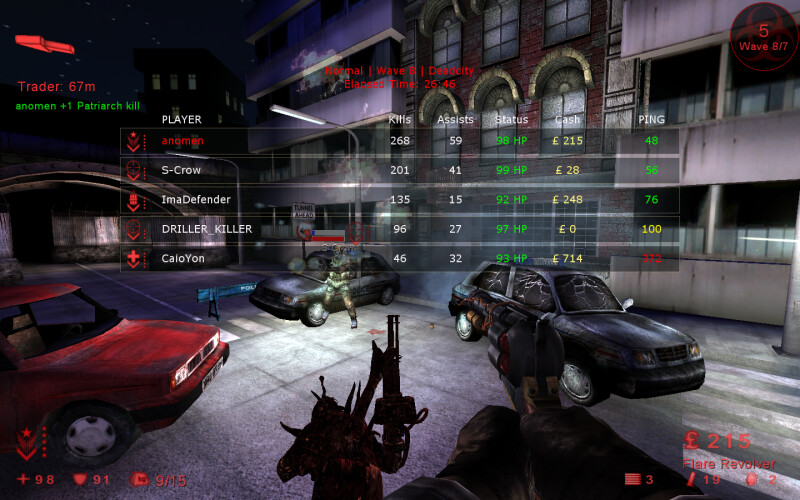 5
Wave 8/7
Normal | Wave 8 | Deadcity
Elapsed Time: 26:46
Trader: 67m
anomen +1 Patriarch kill
PLAYER Kills Assists Status Cash PING
anomen 268 59 98 HP £ 215 48
S-Crow 201 41 99 HP £ 28 56
ImaDefender 135 15 92 HP £ 248 76
DRILLER_KILLER 96 27 97 HP £ 0 100
CaioYon 46 32 93 HP £ 714
TUNNEL
AHEAD
POLICE
£ 215
Flare Revolver
98 91 9/15 3 19 2